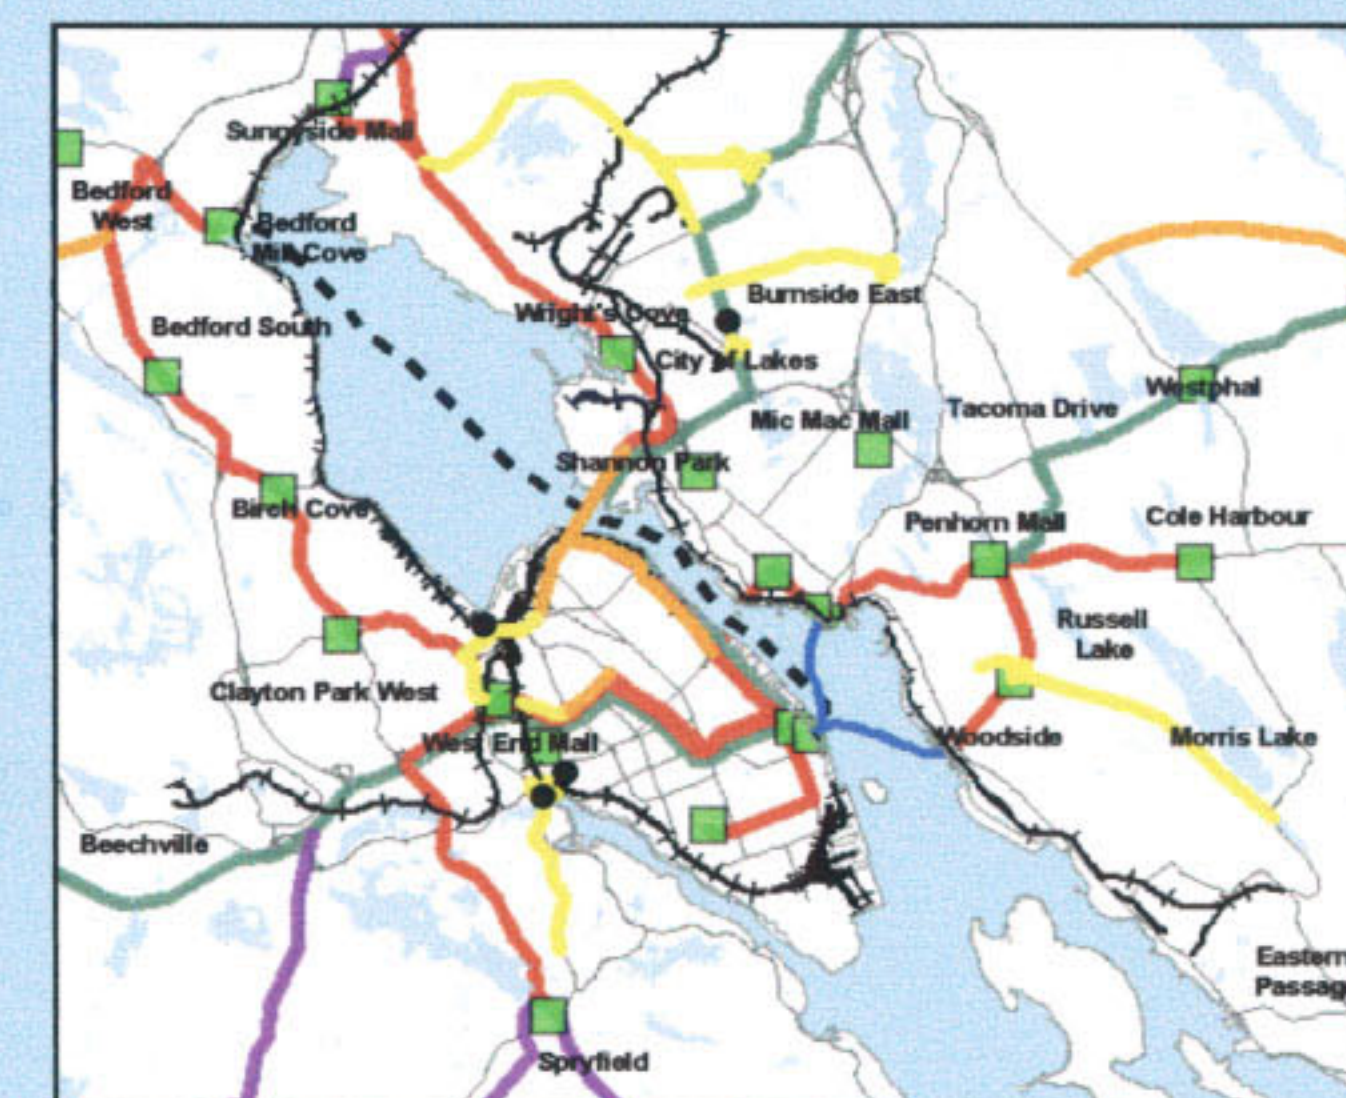 Sunnyside Mall
Bedford
West
Bedford
Mill Cove
Burnside East
Wright's Cove
Bedford South
City of Lakes
Westphal
Tacoma Drive
Mic Mac Mall
Shannon Park
Birch Cove
Penhorn Mall
Cole Harbour
Russell
Lake
Clayton Park West
West End Mall
Woodside
Morris Lake
Beechville
Eastern
Passag
Spryfield